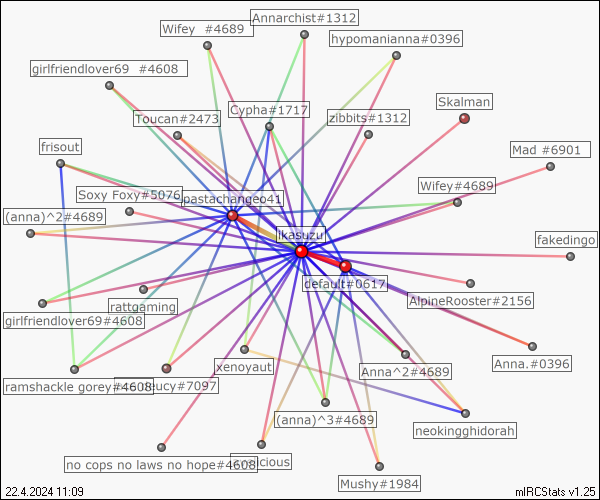 Annarchist#1312
Wifey #4689
hypomanianna#0396
girlfriendlover69 #4608
Skalman
Cypha#1717
Toucan#2473
zibbits#1312
frisout
Mad #6901
Wifey#4689
Soxy Foxy#5076
pastachangeo41
(anna)^2#4689
ikasuzu
fakedingo
default#0617
AlpineRooster#2156
rattgaming
girlfriendlover69#4608
Anna.#0396
xenoyaut
Anna^2#4689
ramshackle gorey#4608
eucy#7097
(anna)^3#4689
neokingghidorah
no cops no laws no hope#4608
cious
Mushy#1984
22.4.2024 11:09
mIRCStats v1.25